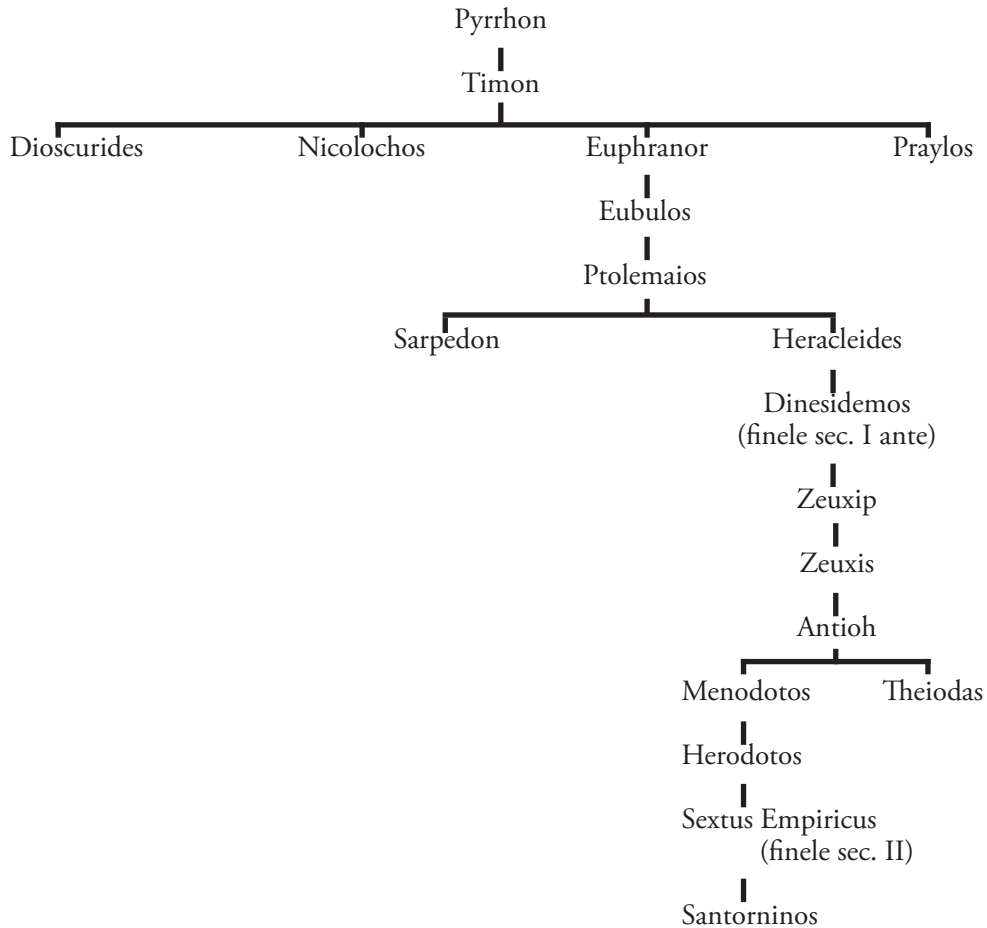 Pyrrhon
Timon
Dioscurides Nicolochos Euphranor Praylos
Eubulos
Ptolemaios
Sarpedon Heracleides
Dinesidemos
(finele sec. I ante)
Zeuxip
Zeuxis
Antioh
Menodotos Theiodas
Herodotos
Sextus Empiricus
(finele sec. II)
Santorninos